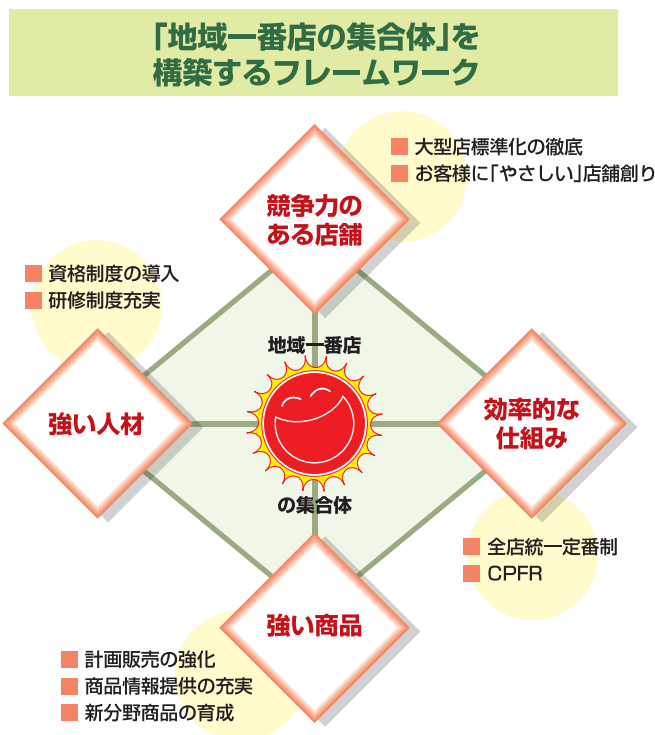 「地域一番店の集合体」を
構築するフレームワーク
大型店標準化の徹底
お客様に「やさしい」店舗創り
競争力の
ある店舗
資格制度の導入
研修制度充実
地域一番店
強い人材
効率的な
仕組み
の集合体
全店統一定番制
CPFR
強い商品
計画販売の強化
商品情報提供の充実
新分野商品の育成